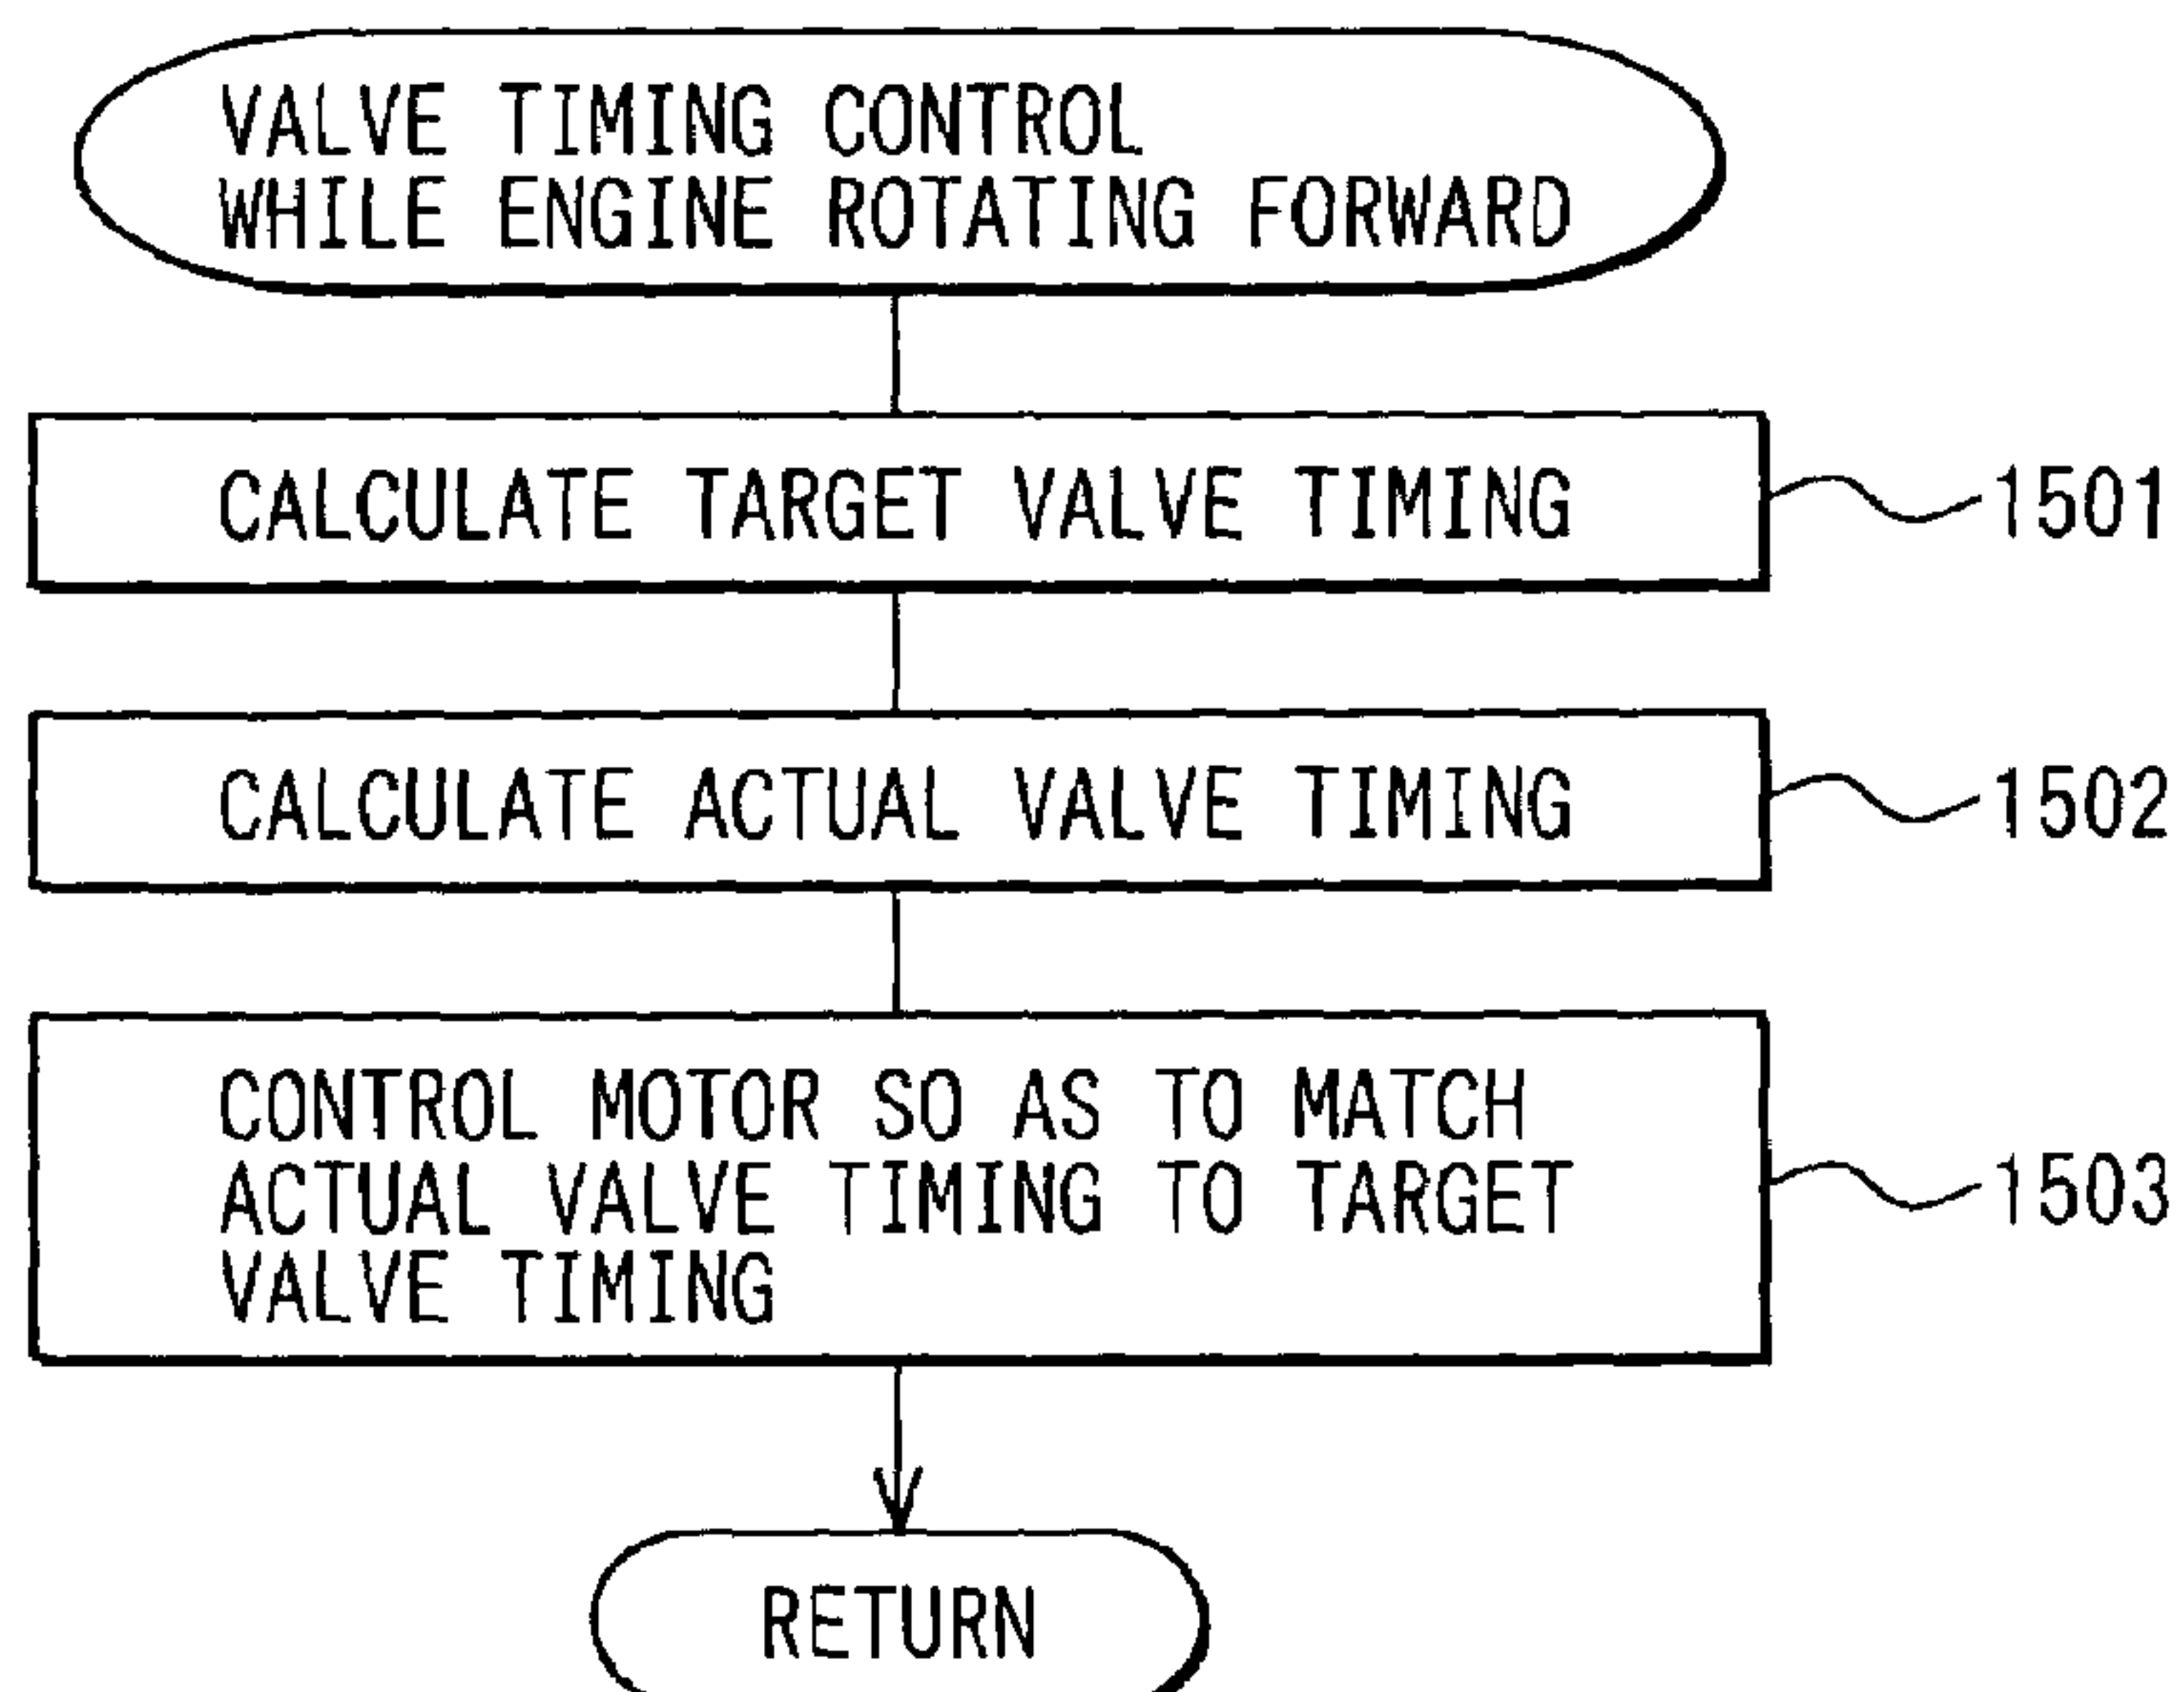 VALVE TIMING CONTROL
WHILE ENGINE ROTATING FORWARD
CALCULATE TARGET VALVE TIMING
1501
CALCULATE ACTUAL VALVE TIMING
1502
CONTROL MOTOR SO AS TO MATCH
ACTUAL VALVE TIMING TO TARGET
VALVE TIMING
1503
RETURN